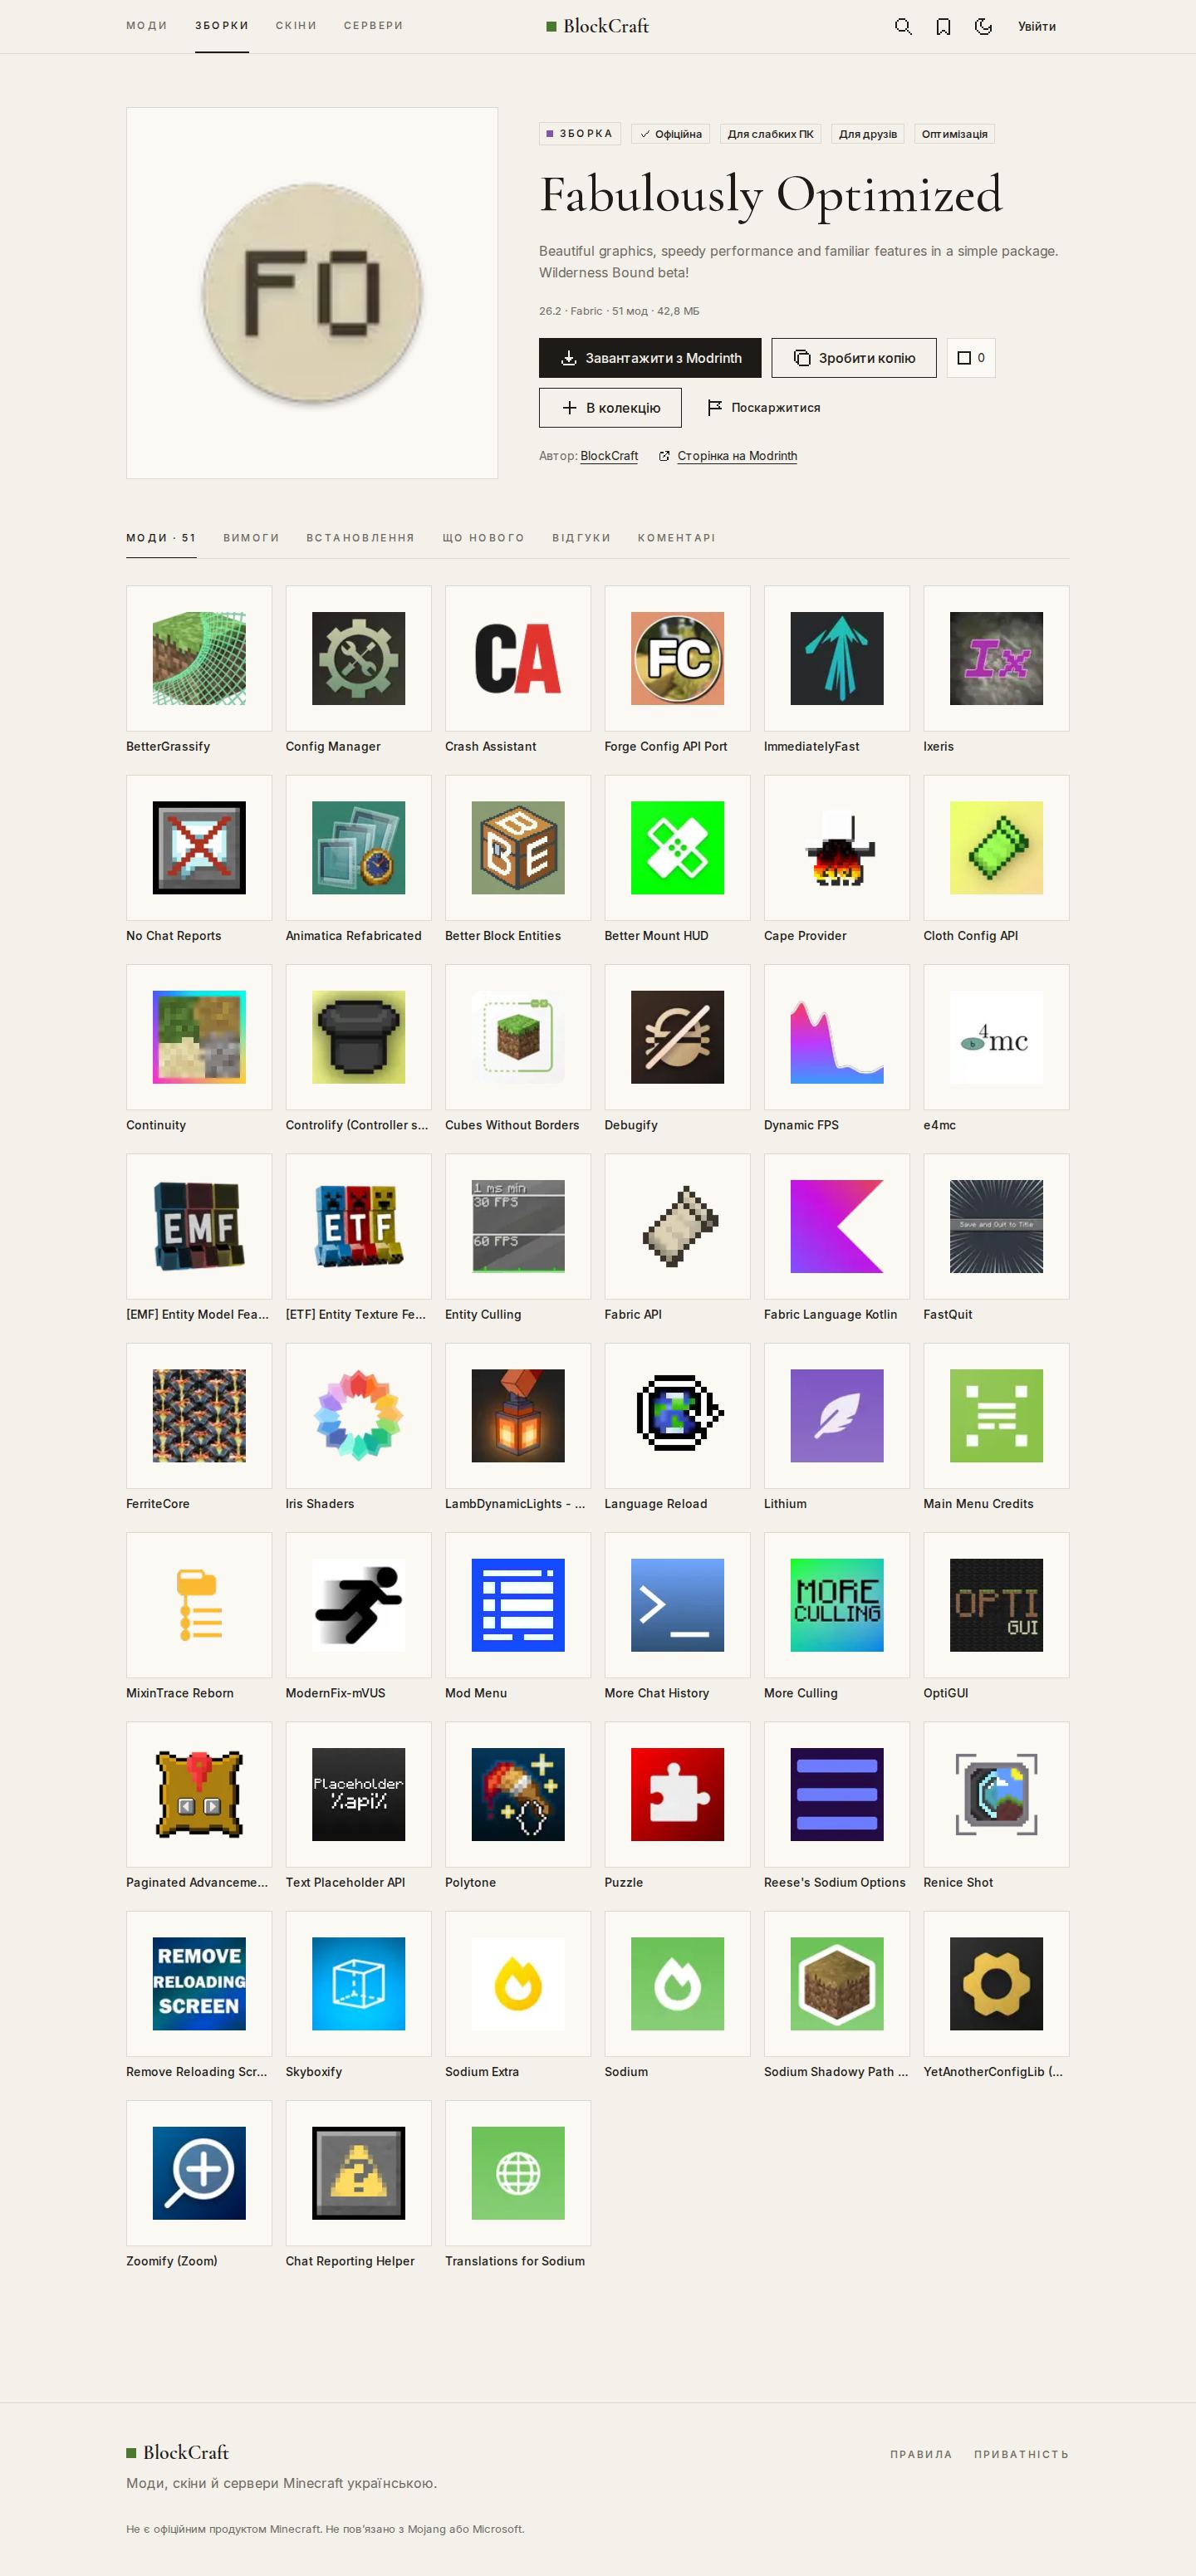 МОДИ ЗБОРКИ СКІНИ СЕРВЕРИ BlockCraft Увійти
FO
ЗБОРКА Офіційна Для слабких ПК Для друзів Оптимізація
Fabulously Optimized
Beautiful graphics, speedy performance and familiar features in a simple package.
Wilderness Bound beta!
26.2 · Fabric · 51 мод · 42,8 МБ
Завантажити з Modrinth Зробити копію 0
В колекцію Поскаржитися
Автор: BlockCraft Сторінка на Modrinth
МОДИ · 51 ВИМОГИ ВСТАНОВЛЕННЯ ЩО НОВОГО ВІДГУКИ КОМЕНТАРІ
CA FC Ix
BetterGrassify Config Manager Crash Assistant Forge Config API Port ImmediatelyFast Ixeris
B
B E
No Chat Reports Animatica Refabricated Better Block Entities Better Mount HUD Cape Provider Cloth Config API
e4mc
Continuity Controlify (Controller s... Cubes Without Borders Debugify Dynamic FPS e4mc
EMF ETF 1 ms min
30 FPS
60 FPS
Save and Quit to Title
[EMF] Entity Model Fea... [ETF] Entity Texture Fe... Entity Culling Fabric API Fabric Language Kotlin FastQuit
FerriteCore Iris Shaders LambDynamicLights - ... Language Reload Lithium Main Menu Credits
MORE
CULLING
OPTI
GUI
MixinTrace Reborn ModernFix-mVUS Mod Menu More Chat History More Culling OptiGUI
Placeholder
%api%
Paginated Advanceme... Text Placeholder API Polytone Puzzle Reese's Sodium Options Renice Shot
REMOVE
RELOADING
SCREEN
Remove Reloading Scr... Skyboxify Sodium Extra Sodium Sodium Shadowy Path ... YetAnotherConfigLib (...
?
Zoomify (Zoom) Chat Reporting Helper Translations for Sodium
BlockCraft ПРАВИЛА ПРИВАТНІСТЬ
Моди, скіни й сервери Minecraft українською.
Не є офіційним продуктом Minecraft. Не пов'язано з Mojang або Microsoft.